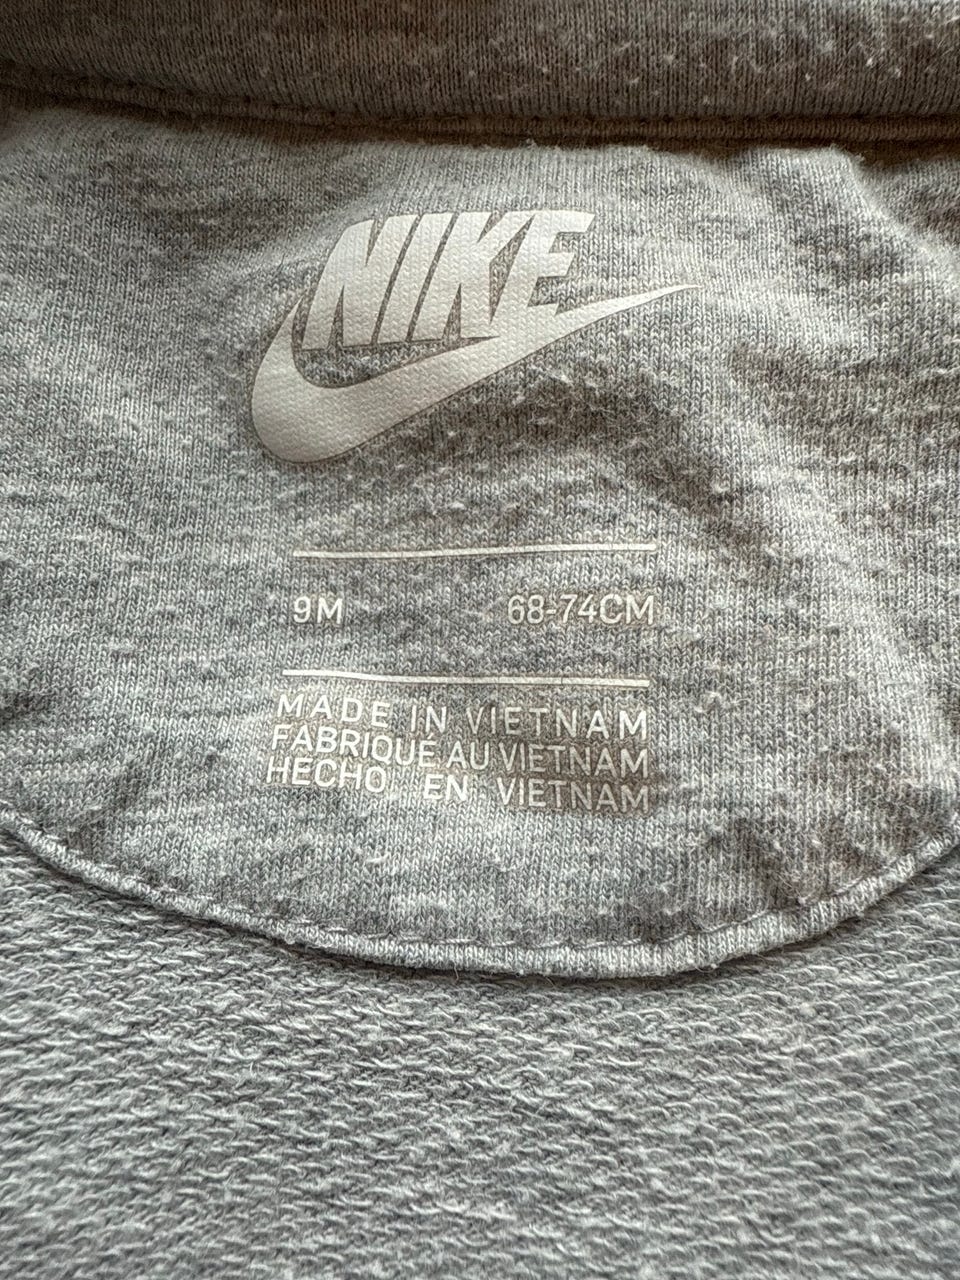 NIKE
9M 68-74CM
MADE IN VIETNAM
FABRIQUE AU VIETNAM
HECHO EN VIETNAM